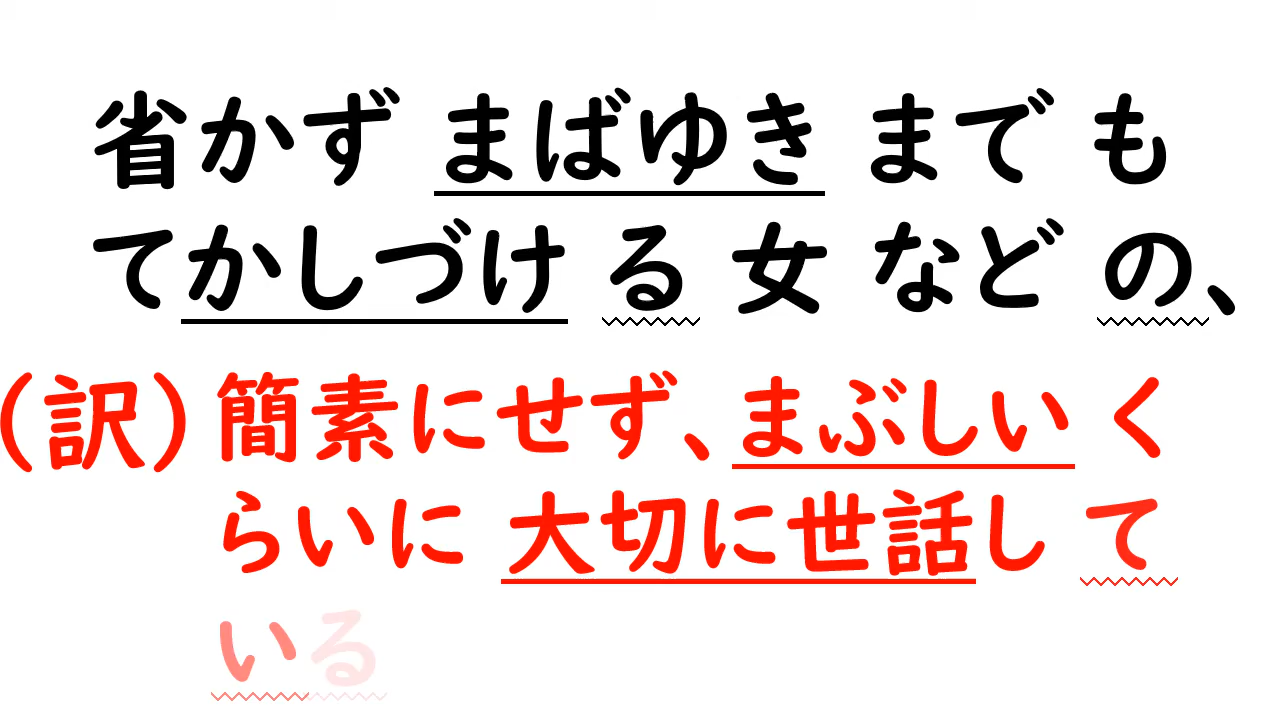 省かず まばゆき まで も
てかしづけ る 女 など の、
（訳）簡素にせず、まぶしい く
らいに 大切に世話し て
いる